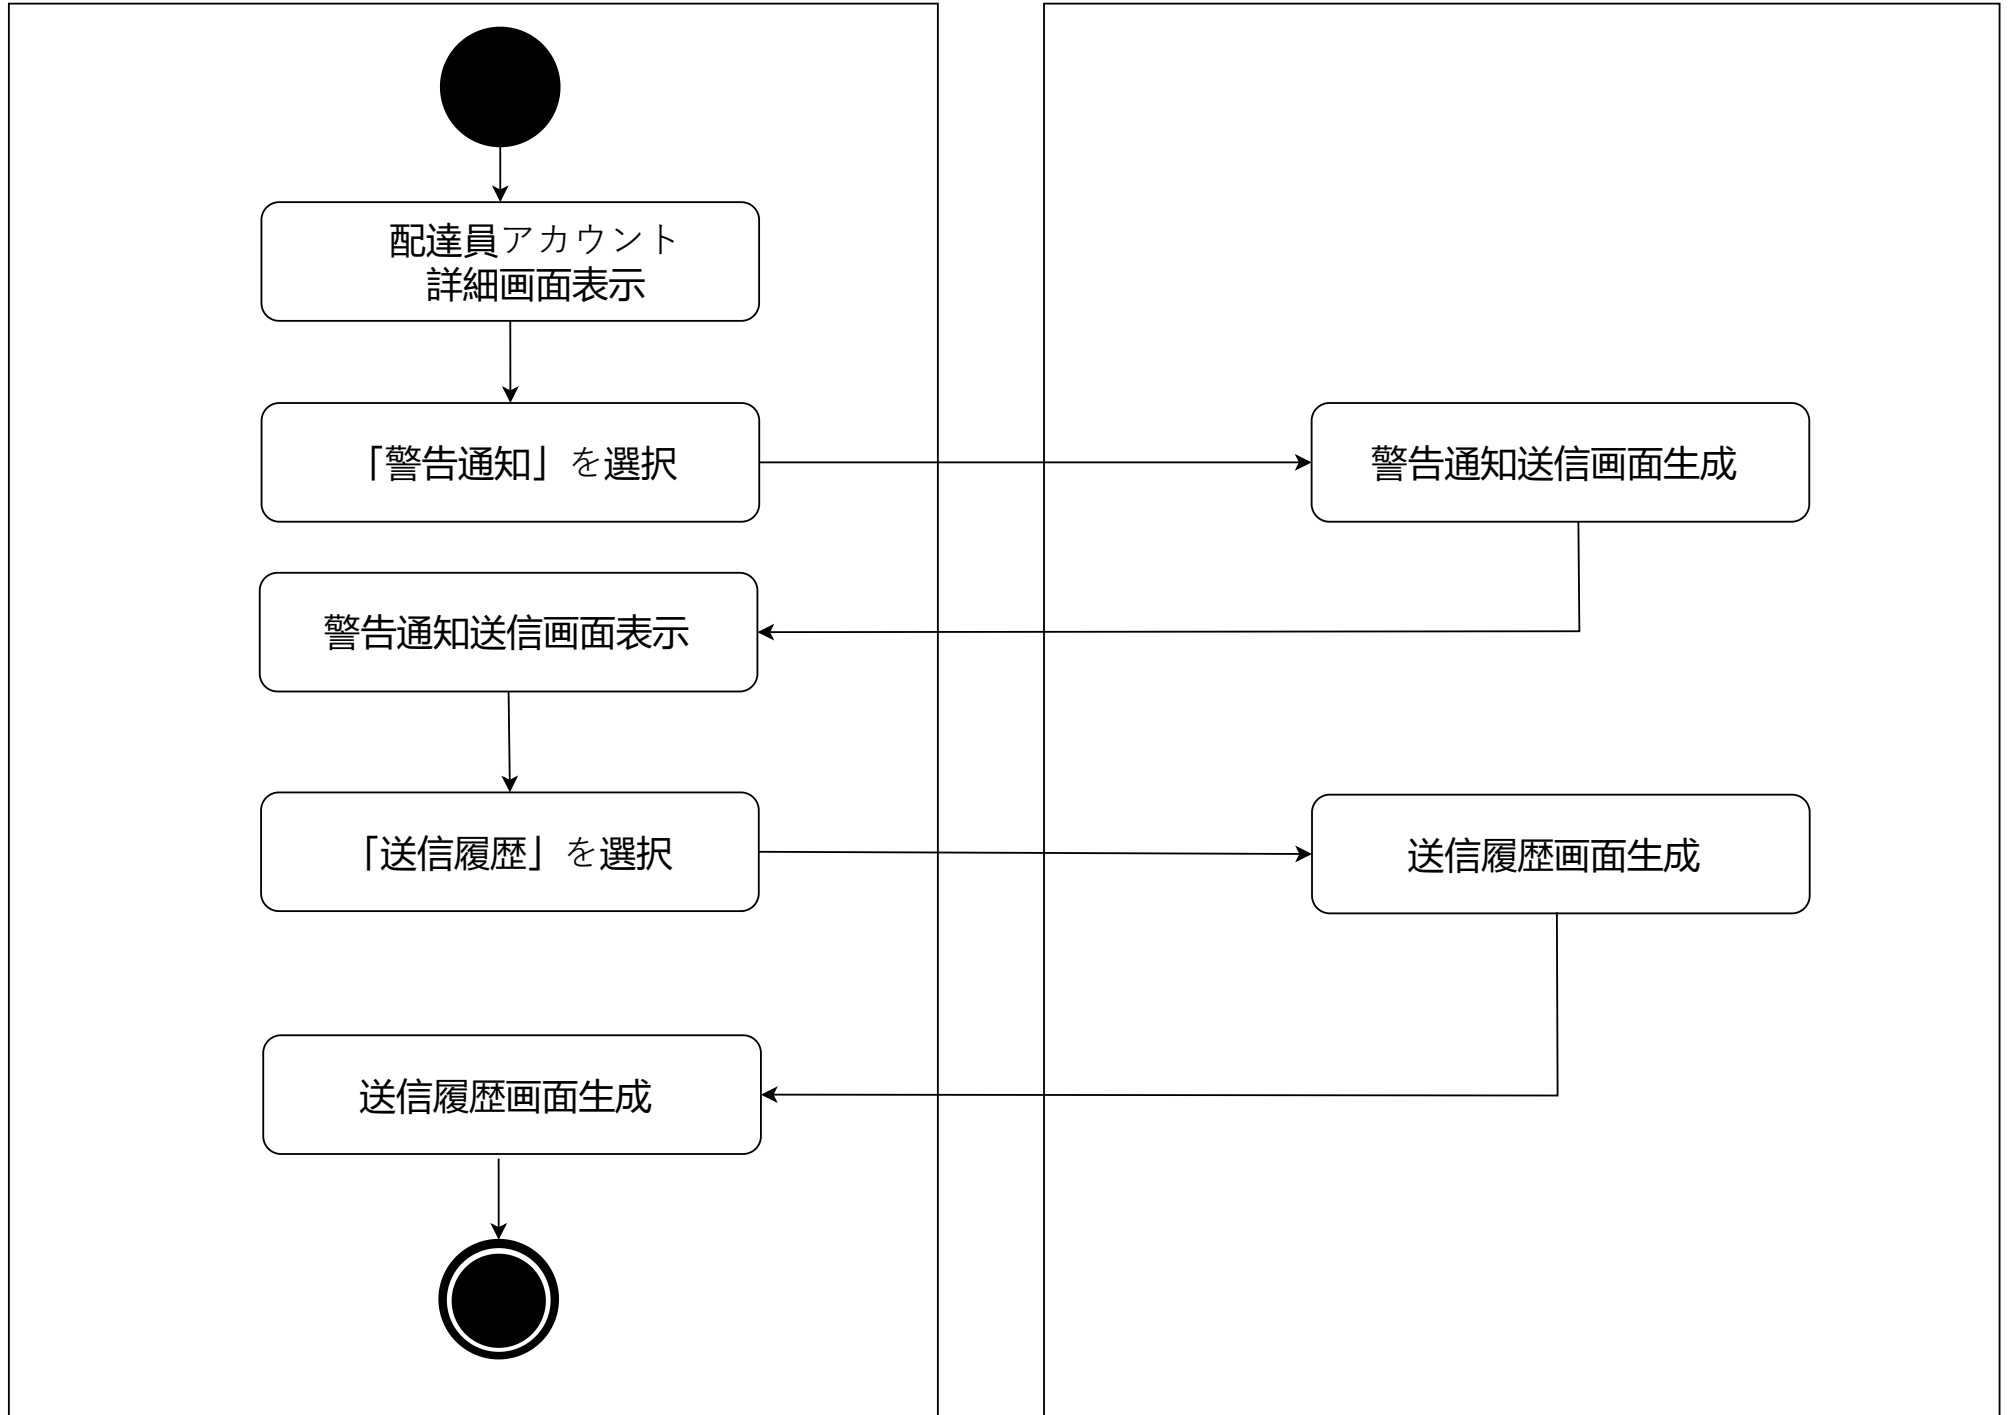 配達員アカウント
詳細画面表示
「警告通知」を選択
警告通知送信画面生成
警告通知送信画面表示
「送信履歴」を選択
送信履歴画面生成
送信履歴画面生成